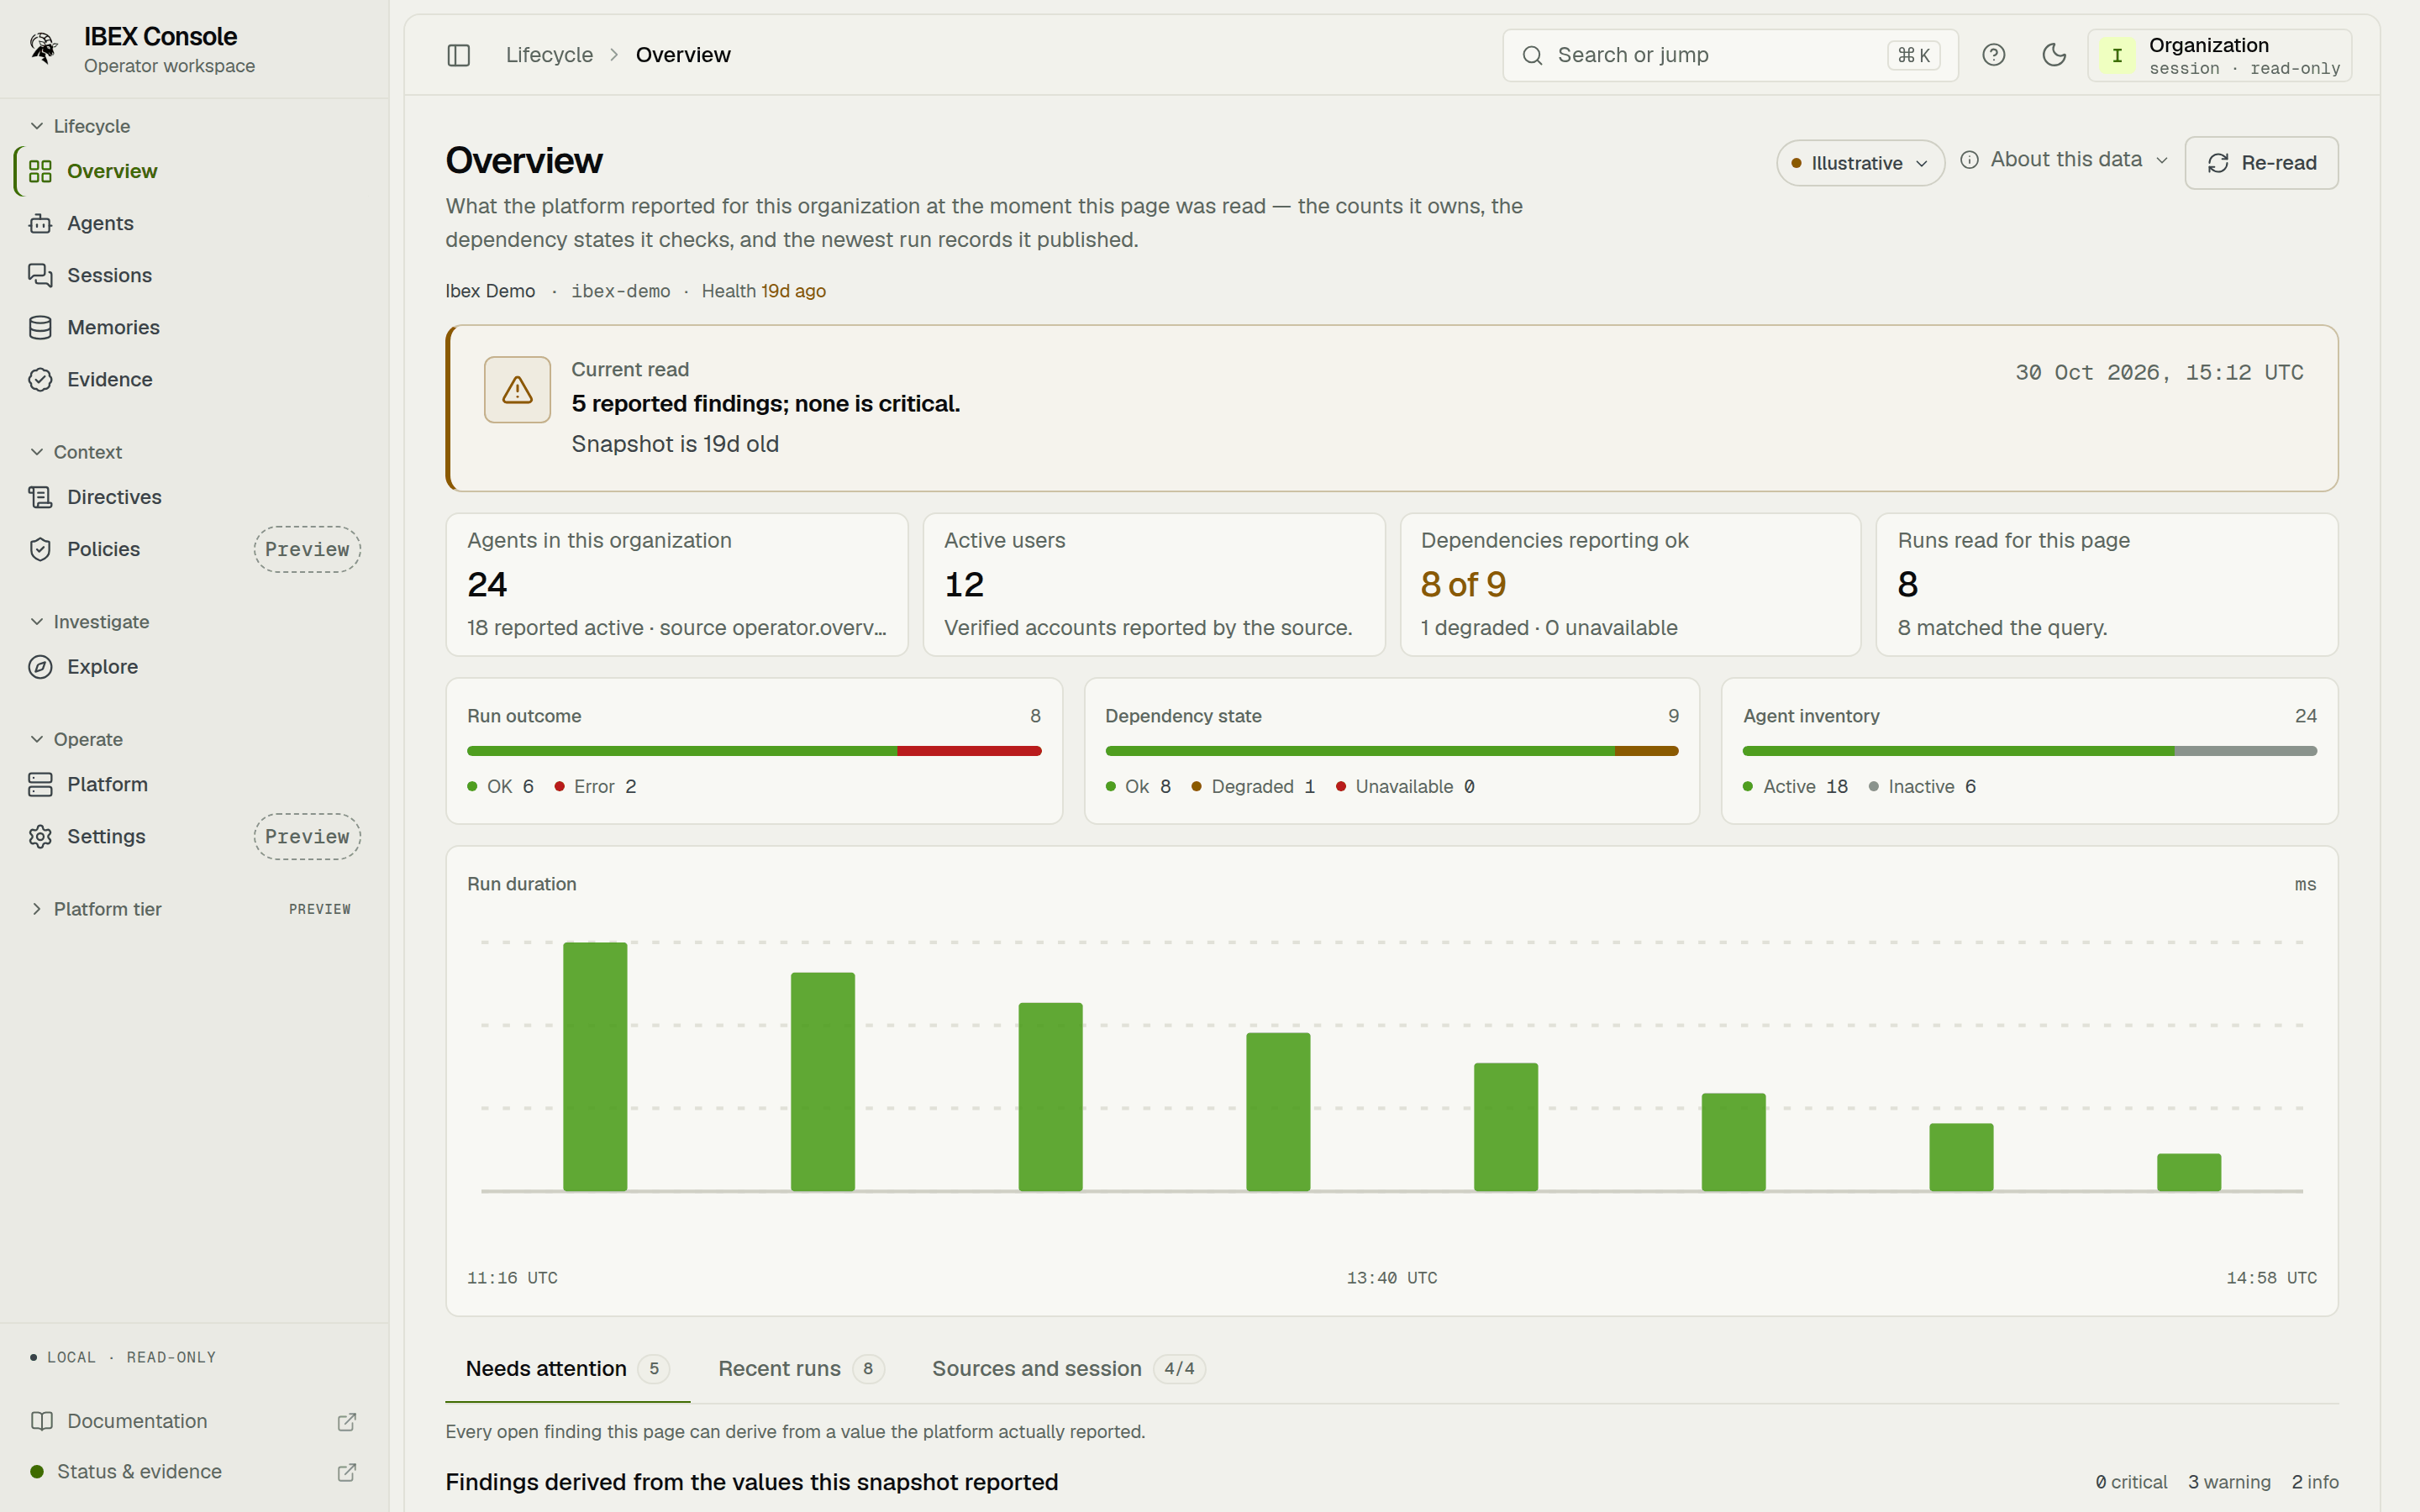 IBEX Console
Operator workspace
Lifecycle
Overview
Agents
Sessions
Memories
Evidence
Context
Directives
Policies Preview
Investigate
Explore
Operate
Platform
Settings Preview
Platform tier PREVIEW
LOCAL · READ-ONLY
Documentation
Status & evidence
Lifecycle > Overview
Search or jump ⌘K
I
Organization
session · read-only
Overview
Illustrative
About this data
Re-read
What the platform reported for this organization at the moment this page was read — the counts it owns, the
dependency states it checks, and the newest run records it published.
Ibex Demo · ibex-demo · Health 19d ago
Current read
30 Oct 2026, 15:12 UTC
5 reported findings; none is critical.
Snapshot is 19d old
Agents in this organization
24
18 reported active · source operator.overv…
Active users
12
Verified accounts reported by the source.
Dependencies reporting ok
8 of 9
1 degraded · 0 unavailable
Runs read for this page
8
8 matched the query.
Run outcome 8
OK 6 Error 2
Dependency state 9
Ok 8 Degraded 1 Unavailable 0
Agent inventory 24
Active 18 Inactive 6
Run duration ms
11:16 UTC 13:40 UTC 14:58 UTC
Needs attention 5 Recent runs 8 Sources and session 4/4
Every open finding this page can derive from a value the platform actually reported.
Findings derived from the values this snapshot reported
0 critical 3 warning 2 info